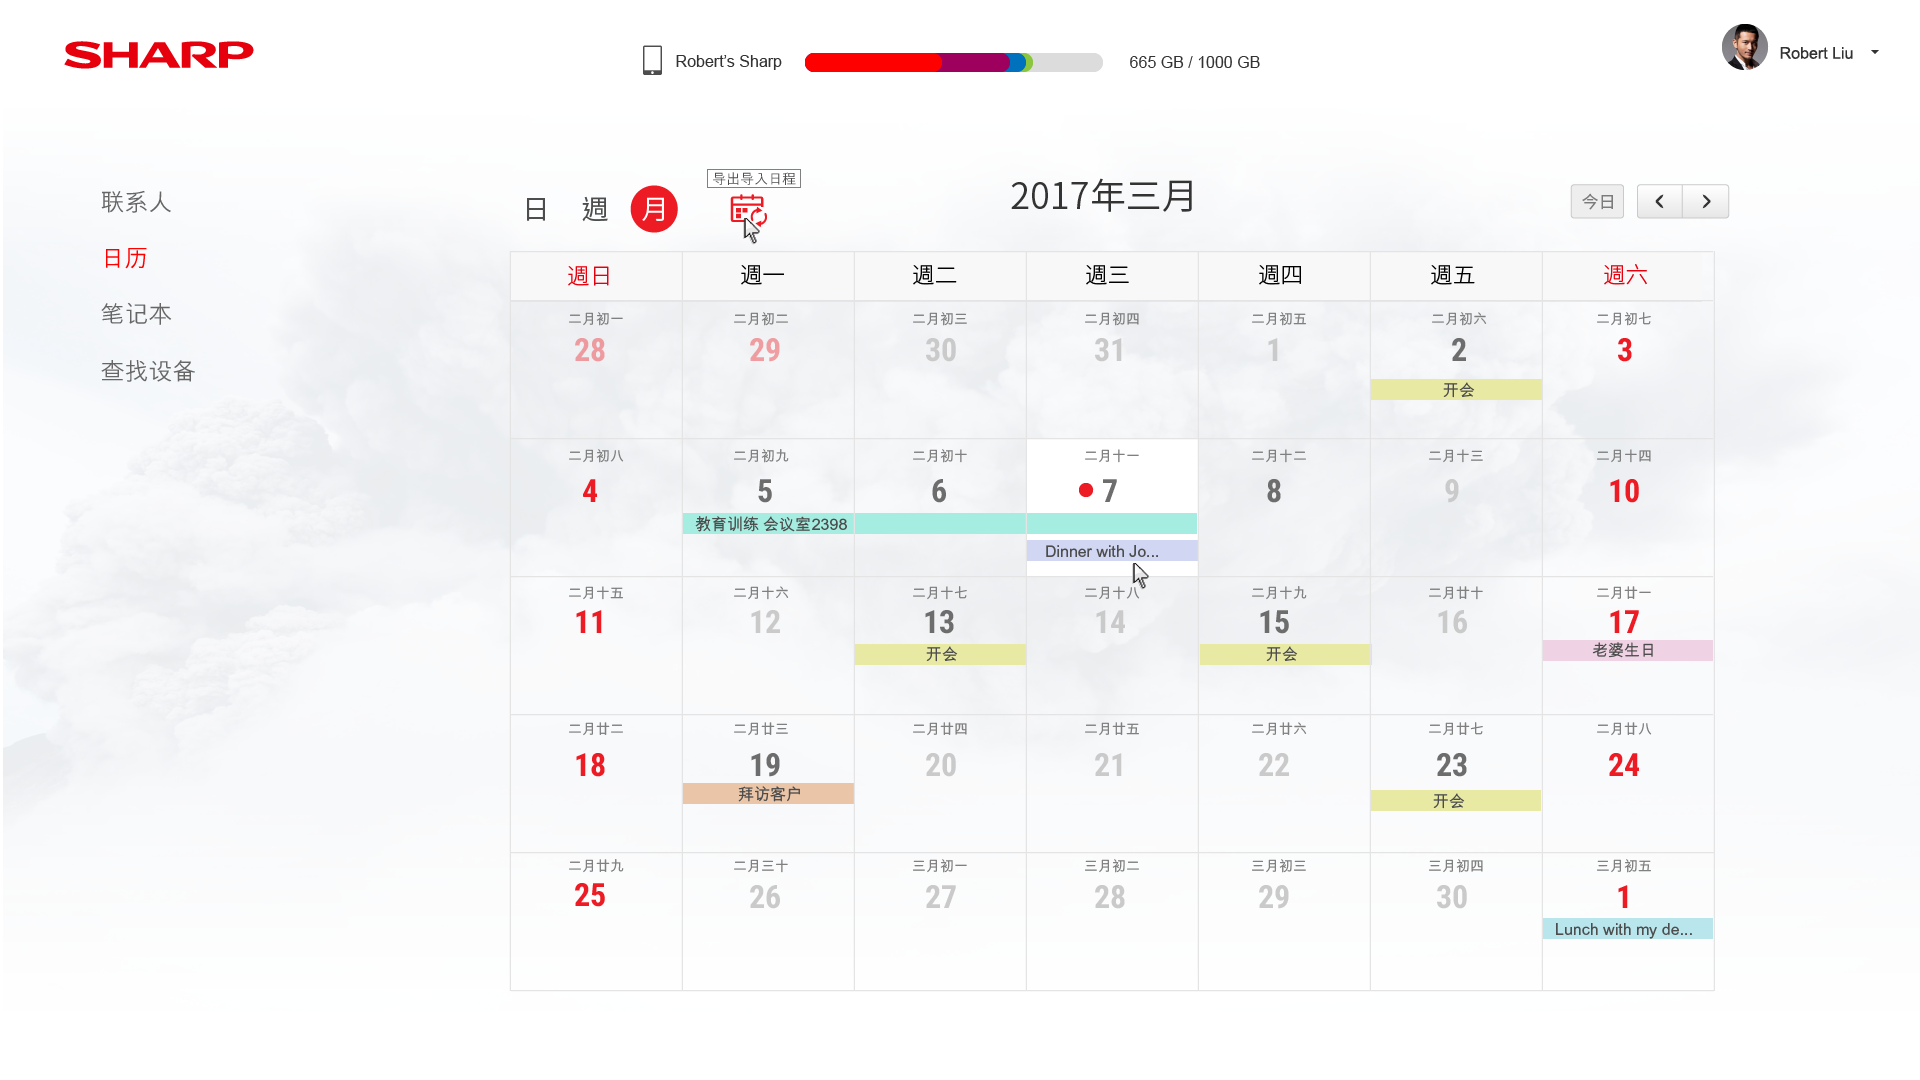 SHARP
Robert's Sharp
665 GB / 1000 GB
Robert Liu
联系人
日历
笔记本
查找设备
日 週 月
导出导入日程
2017年三月
今日
週日 週一 週二 週三 週四 週五 週六
二月初一 二月初二 二月初三 二月初四 二月初五 二月初六 二月初七
28 29 30 31 1 2 3
开会
二月初八 二月初九 二月初十 二月十一 二月十二 二月十三 二月十四
4 5 6 7 8 9 10
教育训练 会议室2398
Dinner with Jo...
二月十五 二月十六 二月十七 二月十八 二月十九 二月廿十 二月廿一
11 12 13 14 15 16 17
开会 开会 老婆生日
二月廿二 二月廿三 二月廿四 二月廿五 二月廿六 二月廿七 二月廿八
18 19 20 21 22 23 24
拜访客户 开会
二月廿九 二月三十 三月初一 三月初二 三月初三 三月初四 三月初五
25 26 27 28 29 30 1
Lunch with my de...